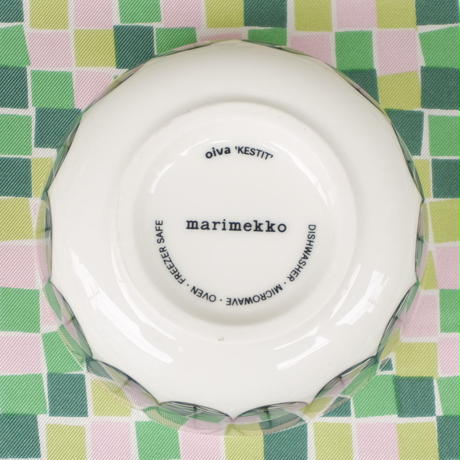 oiva 'KESTIT'
marimekko
DISHWASHER · MICROWAVE · OVEN · FREEZER SAFE